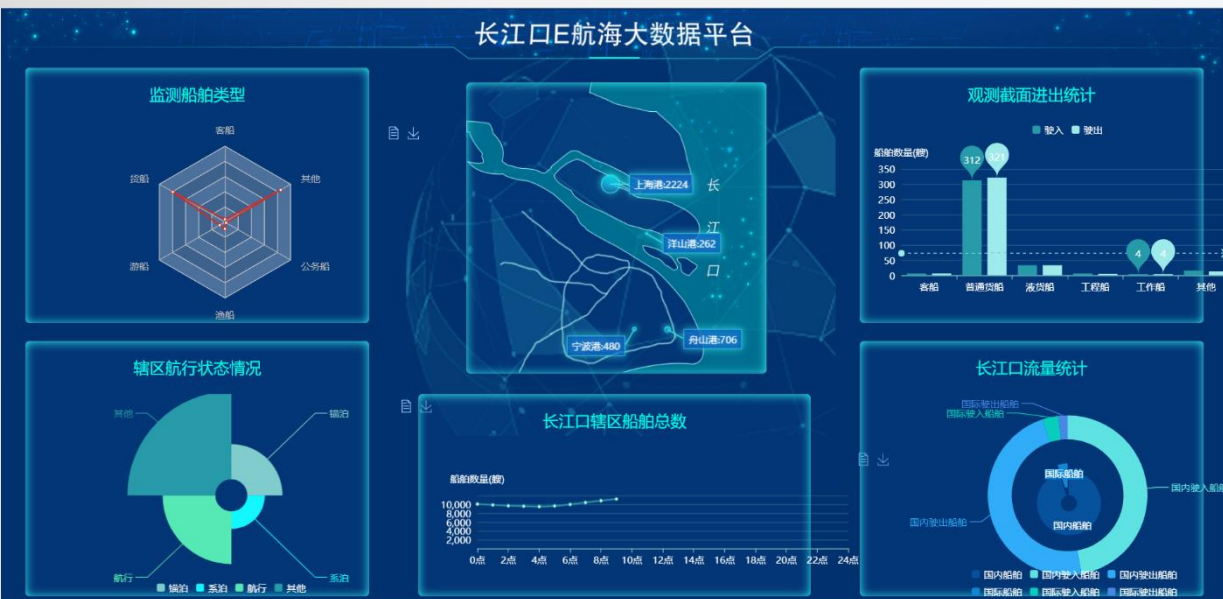 长江口E航海大数据平台
监测船舶类型
客船
货船
其他
游船
公务船
渔船
辖区航行状态情况
其他
锚泊
航行
系泊
锚泊 系泊 航行 其他
上海港:2224
长
江
口
洋山港:262
宁波港:480
舟山港:706
长江口辖区船舶总数
船舶数量(艘)
10,000
8,000
6,000
4,000
2,000
0点 2点 4点 6点 8点 10点 12点 14点 16点 18点 20点 22点 24点
观测截面进出统计
驶入 驶出
船舶数量(艘)
312 321
350
300
250
200
150
100
50
0
4 4
客船 普通货船 液货船 工程船 工作船 其他
长江口流量统计
国际驶出船舶
国际驶入船舶
国际船舶
国内驶入船舶
国内驶出船舶
国内船舶
国内船舶 国内驶入船舶 国内驶出船舶
国际船舶 国际驶入船舶 国际驶出船舶